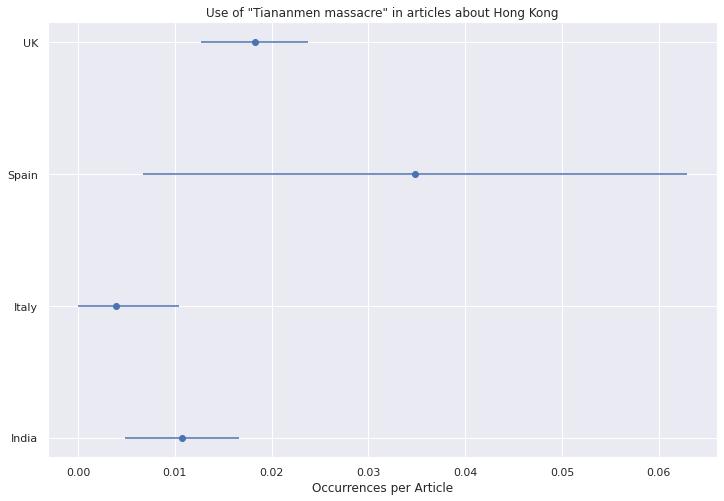 Use of "Tiananmen massacre" in articles about Hong Kong
UK
Spain
Italy
India
0.00 0.01 0.02 0.03 0.04 0.05 0.06
Occurrences per Article